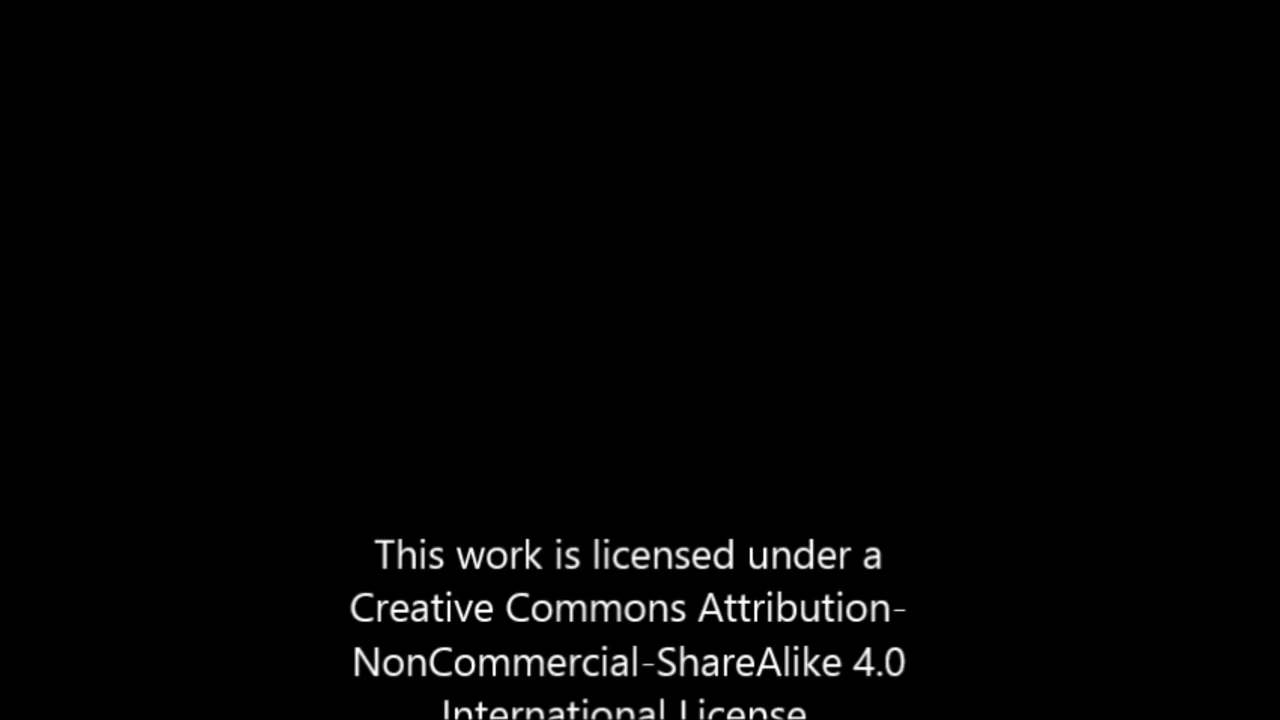 This work is licensed under a
Creative Commons Attribution-
NonCommercial-ShareAlike 4.0
International License